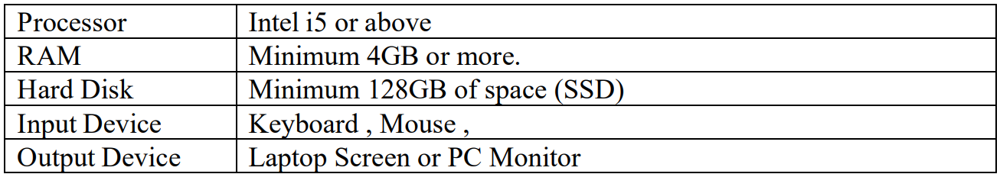 Processor Intel i5 or above
RAM Minimum 4GB or more.
Hard Disk Minimum 128GB of space (SSD)
Input Device Keyboard , Mouse ,
Output Device Laptop Screen or PC Monitor